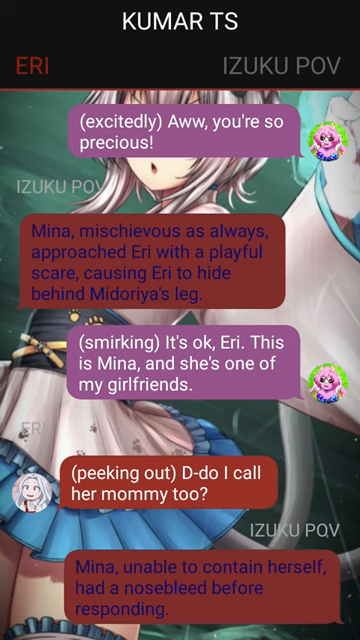 KUMAR TS
ERI
IZUKU POV
(excitedly) Aww, you're so
precious!
IZUKU POV
Mina, mischievous as always,
approached Eri with a playful
scare, causing Eri to hide
behind Midoriya's leg.
(smirking) It's ok, Eri. This
is Mina, and she's one of
my girlfriends.
ERI
(peeking out) D-do I call
her mommy too?
IZUKU POV
Mina, unable to contain herself,
had a nosebleed before
responding.